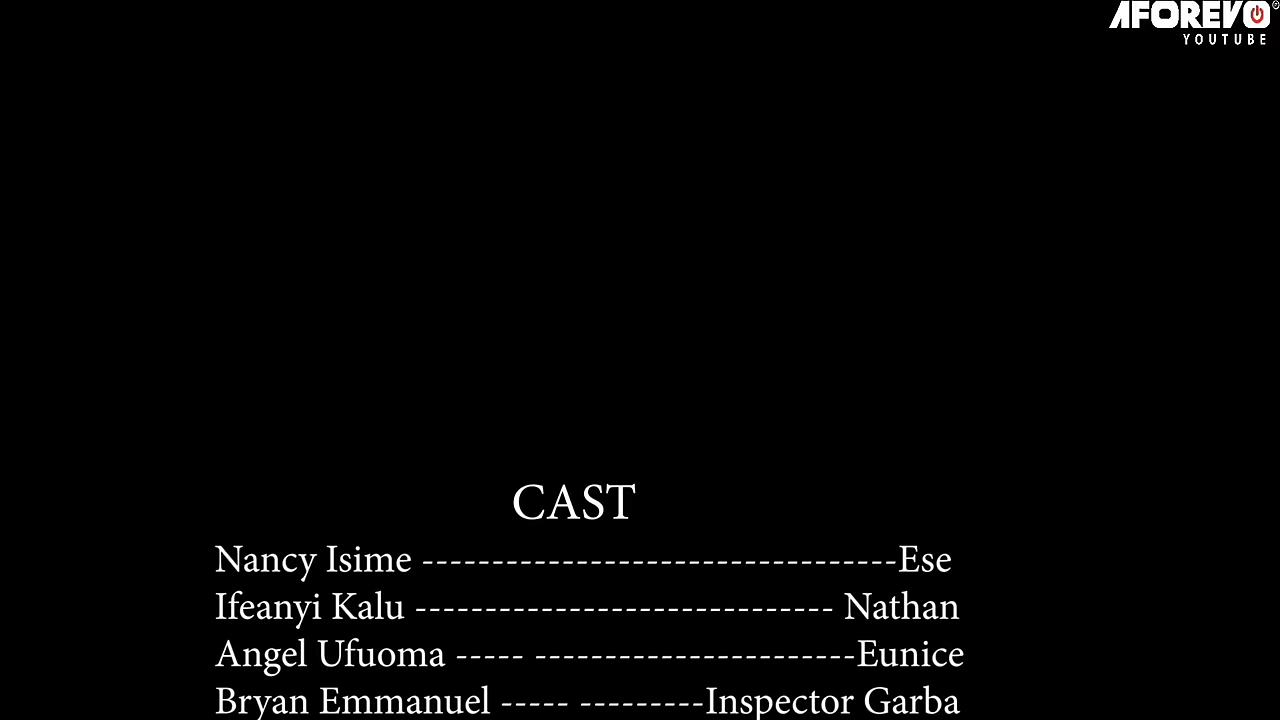 AFOREVO
YOUTUBE
CAST
Nancy Isime ----------------------------------Ese
Ifeanyi Kalu ------------------------------ Nathan
Angel Ufuoma ----- -----------------------Eunice
Bryan Emmanuel ----- ---------Inspector Garba